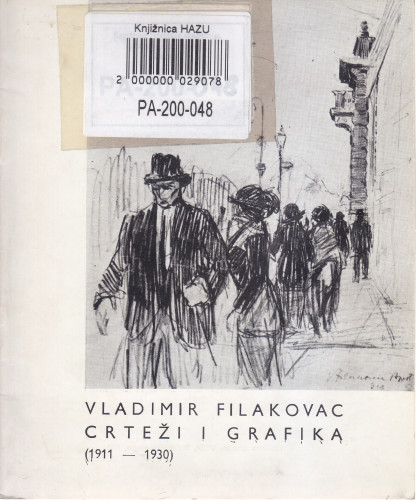 Knjižnica HAZU
2 000000 029078
PA-200-048
VLADIMIR FILAKOVAC
CRTEŽI I GRAFIKA
(1911 — 1930)